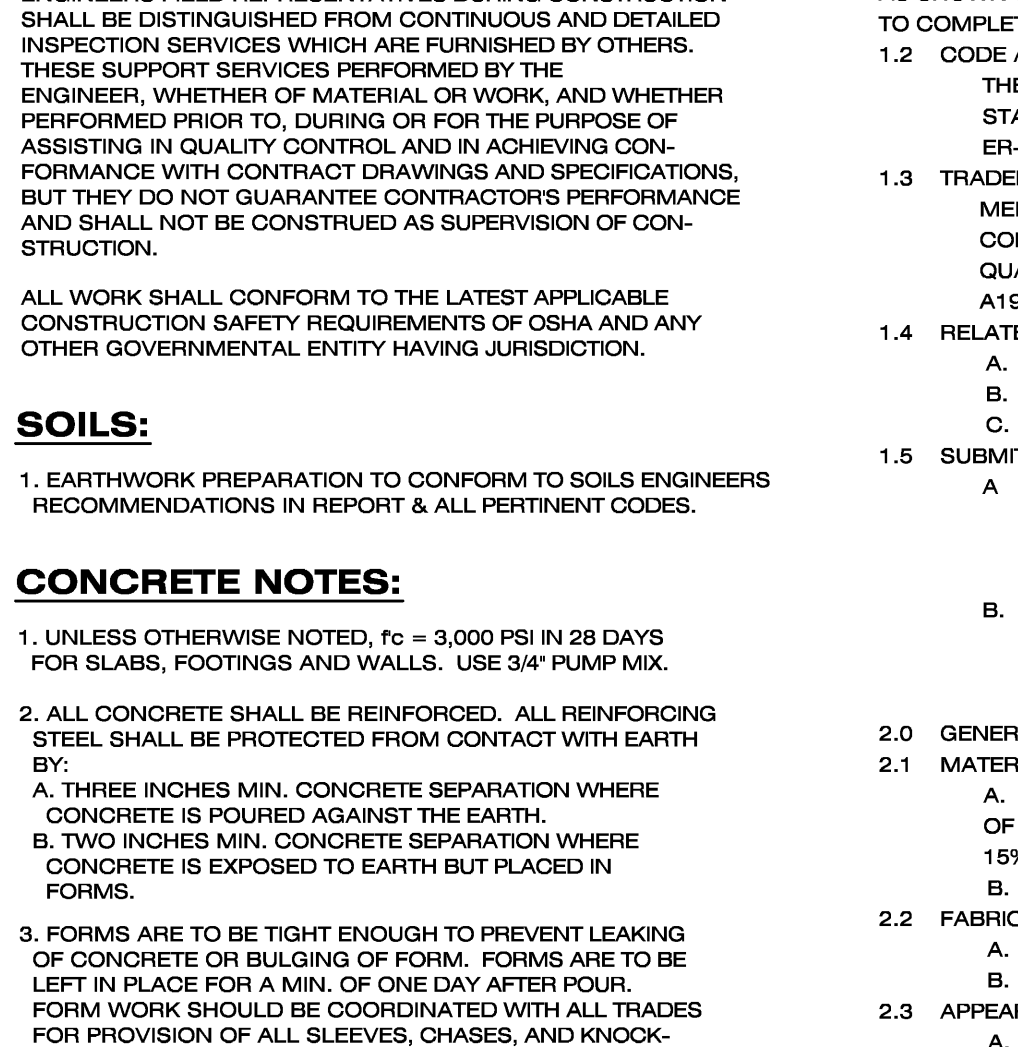 SHALL BE DISTINGUISHED FROM CONTINUOUS AND DETAILED
INSPECTION SERVICES WHICH ARE FURNISHED BY OTHERS.
THESE SUPPORT SERVICES PERFORMED BY THE
ENGINEER, WHETHER OF MATERIAL OR WORK, AND WHETHER
PERFORMED PRIOR TO, DURING OR FOR THE PURPOSE OF
ASSISTING IN QUALITY CONTROL AND IN ACHIEVING CON-
FORMANCE WITH CONTRACT DRAWINGS AND SPECIFICATIONS,
BUT THEY DO NOT GUARANTEE CONTRACTOR'S PERFORMANCE
AND SHALL NOT BE CONSTRUED AS SUPERVISION OF CON-
STRUCTION.
ALL WORK SHALL CONFORM TO THE LATEST APPLICABLE
CONSTRUCTION SAFETY REQUIREMENTS OF OSHA AND ANY
OTHER GOVERNMENTAL ENTITY HAVING JURISDICTION.
SOILS:
1. EARTHWORK PREPARATION TO CONFORM TO SOILS ENGINEERS
RECOMMENDATIONS IN REPORT & ALL PERTINENT CODES.
CONCRETE NOTES:
1. UNLESS OTHERWISE NOTED, f'c = 3,000 PSI IN 28 DAYS
FOR SLABS, FOOTINGS AND WALLS. USE 3/4" PUMP MIX.
2. ALL CONCRETE SHALL BE REINFORCED. ALL REINFORCING
STEEL SHALL BE PROTECTED FROM CONTACT WITH EARTH
BY:
A. THREE INCHES MIN. CONCRETE SEPARATION WHERE
CONCRETE IS POURED AGAINST THE EARTH.
B. TWO INCHES MIN. CONCRETE SEPARATION WHERE
CONCRETE IS EXPOSED TO EARTH BUT PLACED IN
FORMS.
3. FORMS ARE TO BE TIGHT ENOUGH TO PREVENT LEAKING
OF CONCRETE OR BULGING OF FORM. FORMS ARE TO BE
LEFT IN PLACE FOR A MIN. OF ONE DAY AFTER POUR.
FORM WORK SHOULD BE COORDINATED WITH ALL TRADES
FOR PROVISION OF ALL SLEEVES, CHASES, AND KNOCK-
TO
1.2 CODE
1.3
1.4
A.
B.
C.
1.5
A
B.
2.0
2.1
A.
OF
B.
2.2
A.
B.
2.3
A.